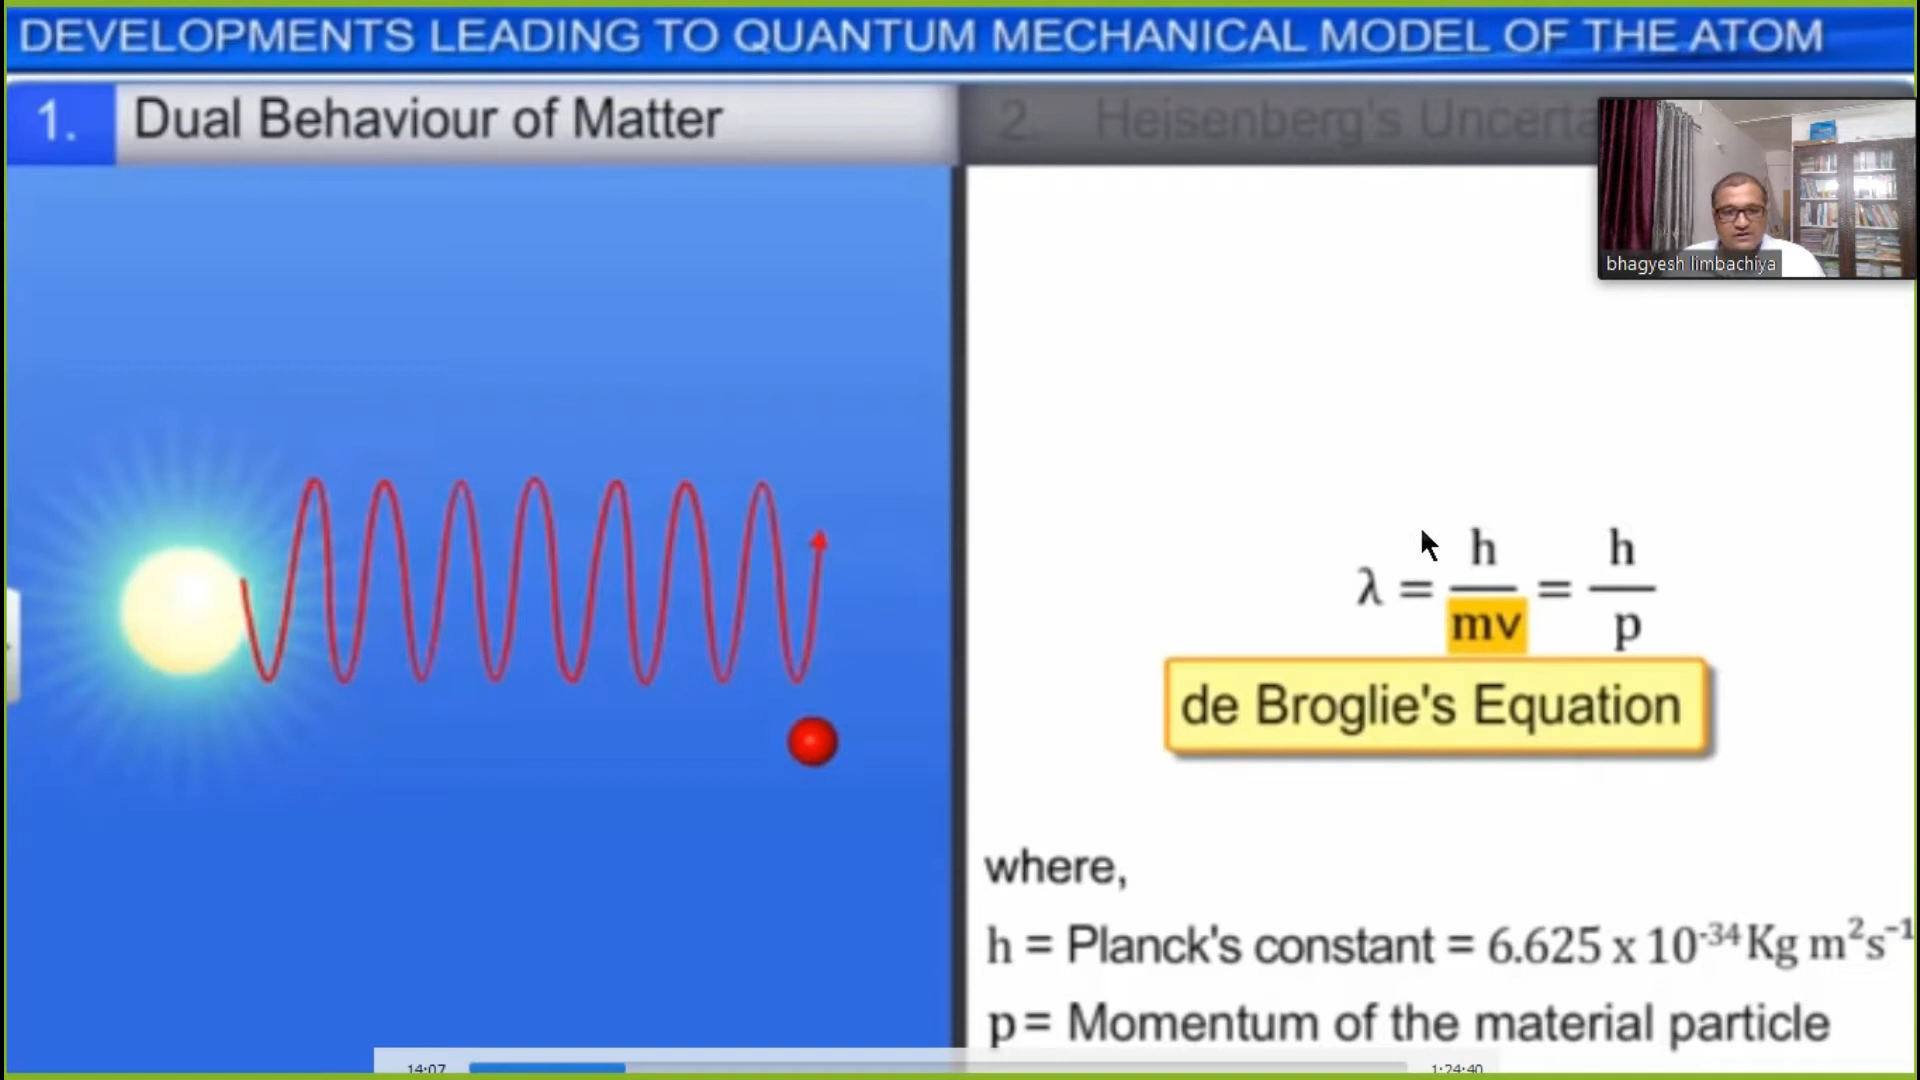 DEVELOPMENTS LEADING TO QUANTUM MECHANICAL MODEL OF THE ATOM
1. Dual Behaviour of Matter
2 Heisenberg's Uncerta
bhagyesh limbachiya
λ = h/mv = h/p
de Broglie's Equation
where,
h = Planck's constant = 6.625 x 10⁻³⁴ Kg m²s⁻¹
p = Momentum of the material particle
14:07 1:24:40